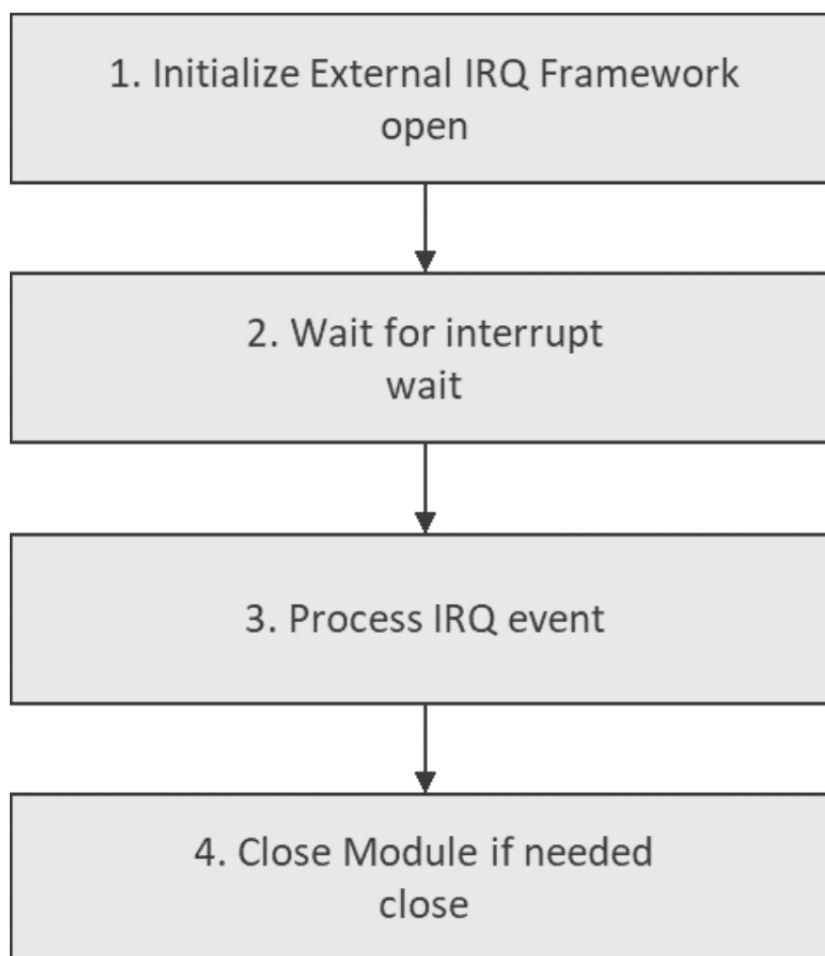 1. Initialize External IRQ Framework
open
2. Wait for interrupt
wait
3. Process IRQ event
4. Close Module if needed
close